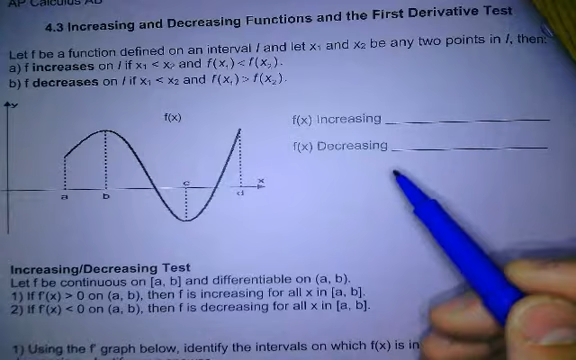 AP Calculus AB
4.3 Increasing and Decreasing Functions and the First Derivative Test
Let f be a function defined on an interval I and let x₁ and x₂ be any two points in I, then:
a) f increases on I if x₁ < x₂ and f(x₁) < f(x₂).
b) f decreases on I if x₁ < x₂ and f(x₁) > f(x₂).
y
f(x)
a b c d x
f(x) Increasing
f(x) Decreasing
Increasing/Decreasing Test
Let f be continuous on [a, b] and differentiable on (a, b).
1) If f'(x) > 0 on (a, b), then f is increasing for all x in [a, b].
2) If f'(x) < 0 on (a, b), then f is decreasing for all x in [a, b].
1) Using the f' graph below, identify the intervals on which f(x) is in